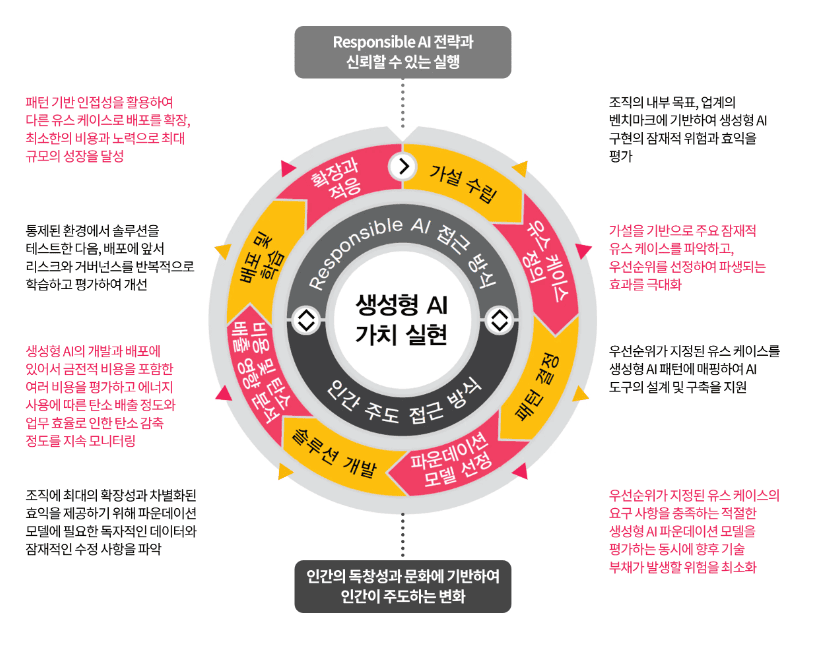 Responsible AI 전략과
신뢰할 수 있는 실행
조직의 내부 목표, 업계의
벤치마크에 기반하여 생성형 AI
구현의 잠재적 위험과 효익을
평가
가설을 기반으로 주요 잠재적
유스 케이스를 파악하고,
우선순위를 선정하여 파생되는
효과를 극대화
우선순위가 지정된 유스 케이스를
생성형 AI 패턴에 매핑하여 AI
도구의 설계 및 구축을 지원
우선순위가 지정된 유스 케이스의
요구 사항을 충족하는 적절한
생성형 AI 파운데이션 모델을
평가하는 동시에 향후 기술
부채가 발생할 위험을 최소화
조직에 최대의 확장성과 차별화된
효익을 제공하기 위해 파운데이션
모델에 필요한 독자적인 데이터와
잠재적인 수정 사항을 파악
생성형 AI의 개발과 배포에
있어서 금전적 비용을 포함한
여러 비용을 평가하고 에너지
사용에 따른 탄소 배출 정도와
업무 효율로 인한 탄소 감축
정도를 지속 모니터링
통제된 환경에서 솔루션을
테스트한 다음, 배포에 앞서
리스크와 거버넌스를 반복적으로
학습하고 평가하여 개선
패턴 기반 인접성을 활용하여
다른 유스 케이스로 배포를 확장,
최소한의 비용과 노력으로 최대
규모의 성장을 달성
가설 수립
유스 케이스
정의
패턴 결정
파운데이션
모델 선정
솔루션 개발
비용 및 탄소
배출 영향 분석
배포 및
학습
확장과
적응
Responsible AI 접근 방식
생성형 AI
가치 실현
인간 주도 접근 방식
인간의 독창성과 문화에 기반하여
인간이 주도하는 변화